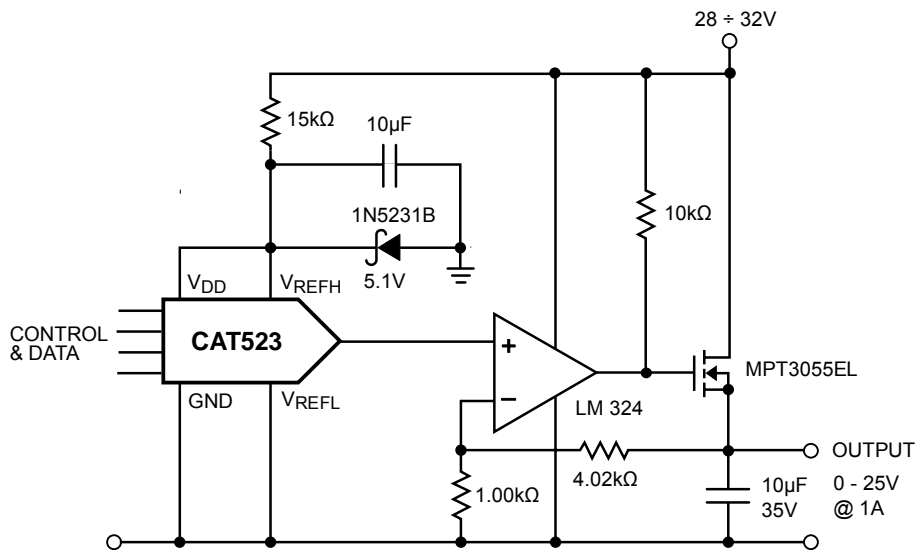 28 ÷ 32V
15kΩ
10µF
10kΩ
1N5231B
5.1V
VDD
VREFH
CONTROL
& DATA
CAT523
+
–
GND
VREFL
LM 324
MPT3055EL
4.02kΩ
1.00kΩ
10µF
35V
OUTPUT
0 - 25V
@ 1A